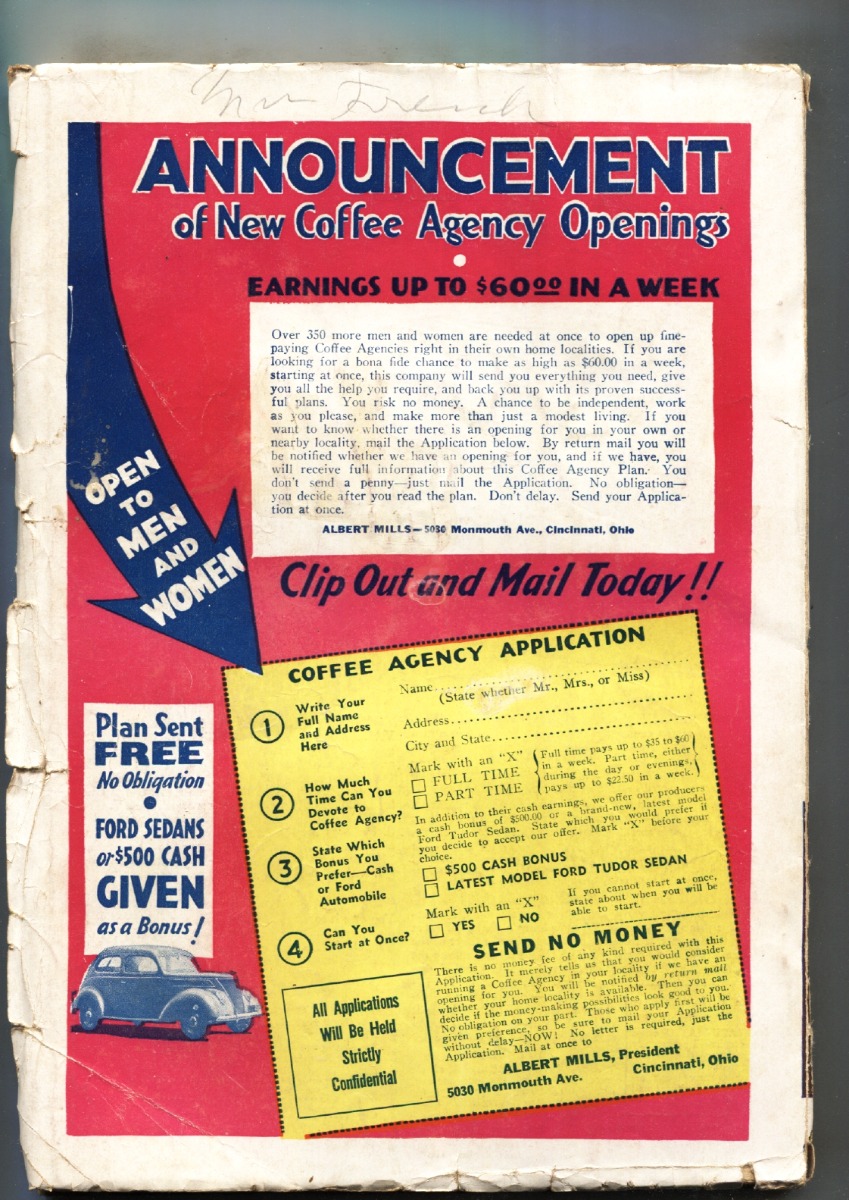 French
ANNOUNCEMENT
of New Coffee Agency Openings
EARNINGS UP TO $60⁰⁰ IN A WEEK
Over 350 more men and women are needed at once to open up fine-
paying Coffee Agencies right in their own home localities. If you are
looking for a bona fide chance to make as high as $60.00 in a week,
starting at once, this company will send you everything you need, give
you all the help you require, and back you up with its proven success-
ful plans. You risk no money. A chance to be independent, work
as you please, and make more than just a modest living. If you
want to know whether there is an opening for you in your own or
nearby locality, mail the Application below. By return mail you will
be notified whether we have an opening for you, and if we have, you
will receive full information about this Coffee Agency Plan. You
don't send a penny—just mail the Application. No obligation—
you decide after you read the plan. Don't delay. Send your Applica-
tion at once.
ALBERT MILLS—5030 Monmouth Ave., Cincinnati, Ohio
OPEN
TO
MEN
AND
WOMEN
Clip Out and Mail Today!!
COFFEE AGENCY APPLICATION
1
Write Your
Full Name
and Address
Here
Name
(State whether Mr., Mrs., or Miss)
Address
City and State
2
How Much
Time Can You
Devote to
Coffee Agency?
Mark with an "X"
FULL TIME
PART TIME
Full time pays up to $35 to $60
in a week. Part time, either
during the day or evenings,
pays up to $22.50 in a week.
3
State Which
Bonus You
Prefer—Cash
or Ford
Automobile
In addition to their cash earnings, we offer our producers
a cash bonus of $500.00 or a brand-new, latest model
Ford Tudor Sedan. State which you would prefer if
you decide to accept our offer. Mark "X" before your
choice.
$500 CASH BONUS
LATEST MODEL FORD TUDOR SEDAN
4
Can You
Start at Once?
Mark with an "X"
YES NO
If you cannot start at once,
state about when you will be
able to start.
SEND NO MONEY
There is no money fee of any kind required with this
Application. It merely tells us that you would consider
running a Coffee Agency in your locality if we have an
opening for you. You will be notified by return mail
whether your home locality is available. Then you can
decide if the money-making possibilities look good to you.
No obligation on your part. Those who apply first will be
given preference, so be sure to mail your Application
without delay—NOW! No letter is required, just the
Application. Mail at once to
ALBERT MILLS, President
5030 Monmouth Ave. Cincinnati, Ohio
All Applications
Will Be Held
Strictly
Confidential
Plan Sent
FREE
No Obligation
FORD SEDANS
or $500 CASH
GIVEN
as a Bonus!